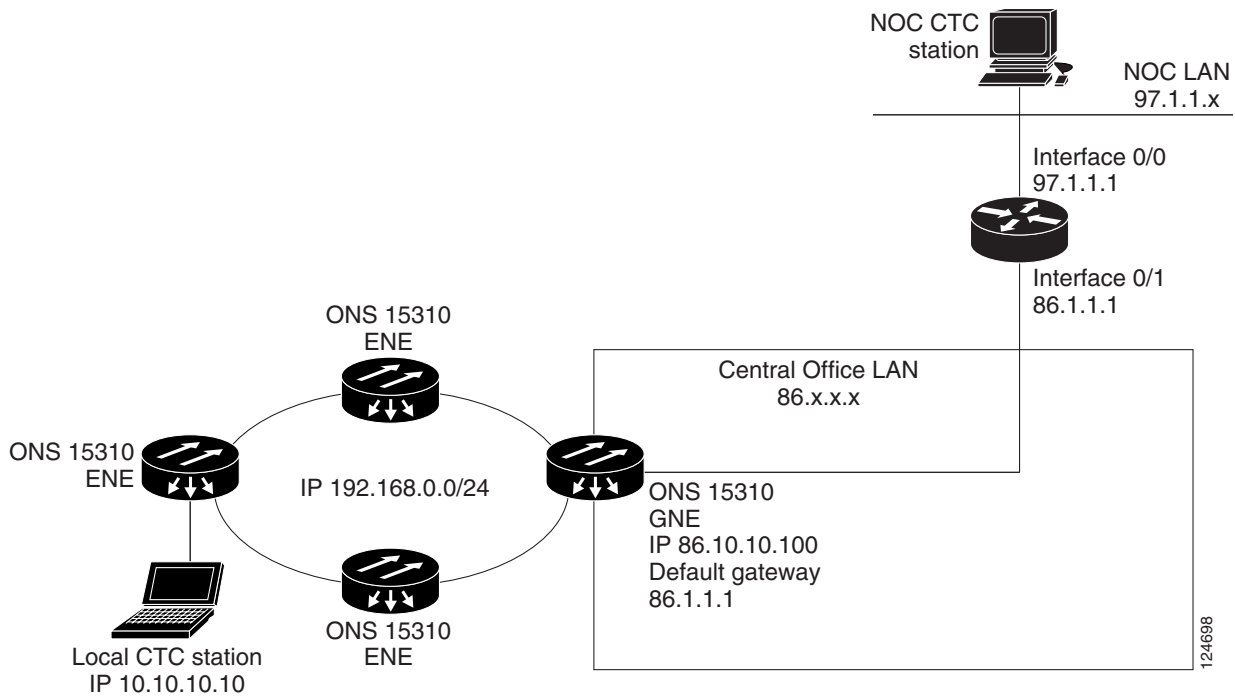 NOC CTC
station
NOC LAN
97.1.1.x
Interface 0/0
97.1.1.1
Interface 0/1
86.1.1.1
ONS 15310
ENE
Central Office LAN
86.x.x.x
ONS 15310
ENE
IP 192.168.0.0/24
ONS 15310
GNE
IP 86.10.10.100
Default gateway
86.1.1.1
ONS 15310
ENE
Local CTC station
IP 10.10.10.10
124698